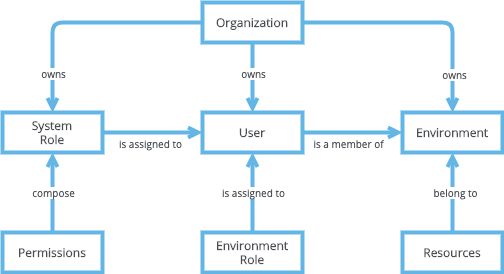 Organization
owns
owns
owns
System
Role
is assigned to
User
is a member of
Environment
compose
is assigned to
belong to
Permissions
Environment
Role
Resources